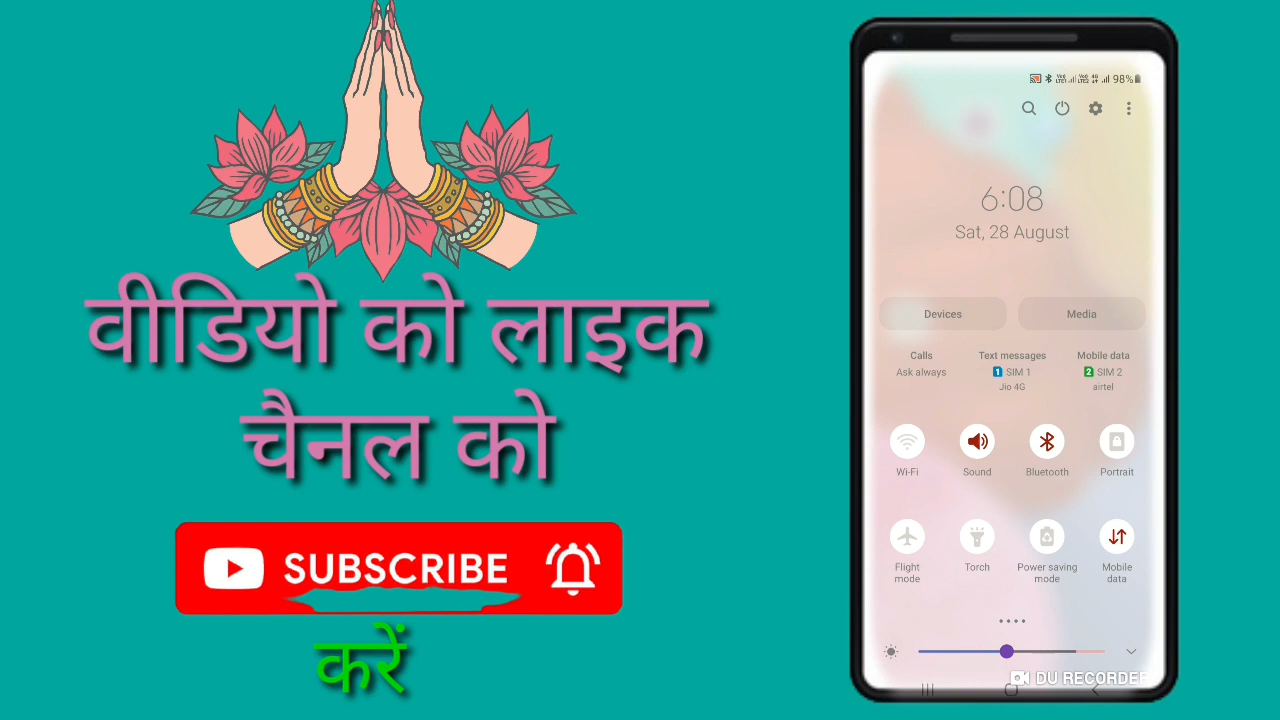 वीडियो को लाइक
चैनल को
SUBSCRIBE
करें
98%
6:08
Sat, 28 August
Devices Media
Calls Text messages Mobile data
Ask always 1 SIM 1 2 SIM 2
Jio 4G airtel
Wi-Fi Sound Bluetooth Portrait
Flight mode Torch Power saving mode Mobile data
DU RECORDER